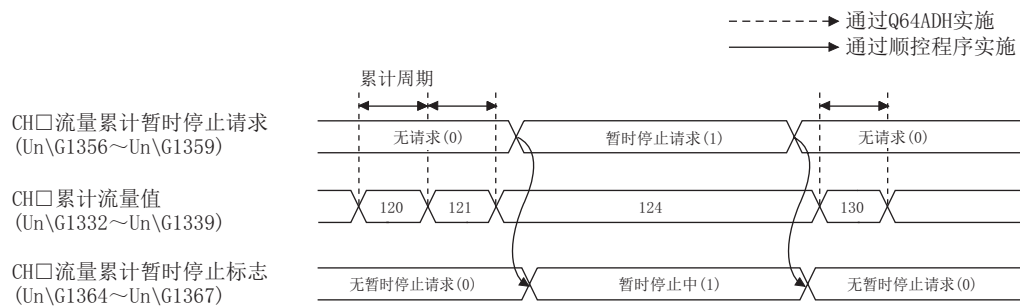 通过Q64ADH实施
通过顺控程序实施
累计周期
CH□流量累计暂时停止请求
(Un\G1356～Un\G1359)
无请求(0)
暂时停止请求(1)
无请求(0)
CH□累计流量值
(Un\G1332～Un\G1339)
120
121
124
130
CH□流量累计暂时停止标志
(Un\G1364～Un\G1367)
无暂时停止请求(0)
暂时停止中(1)
无暂时停止请求(0)